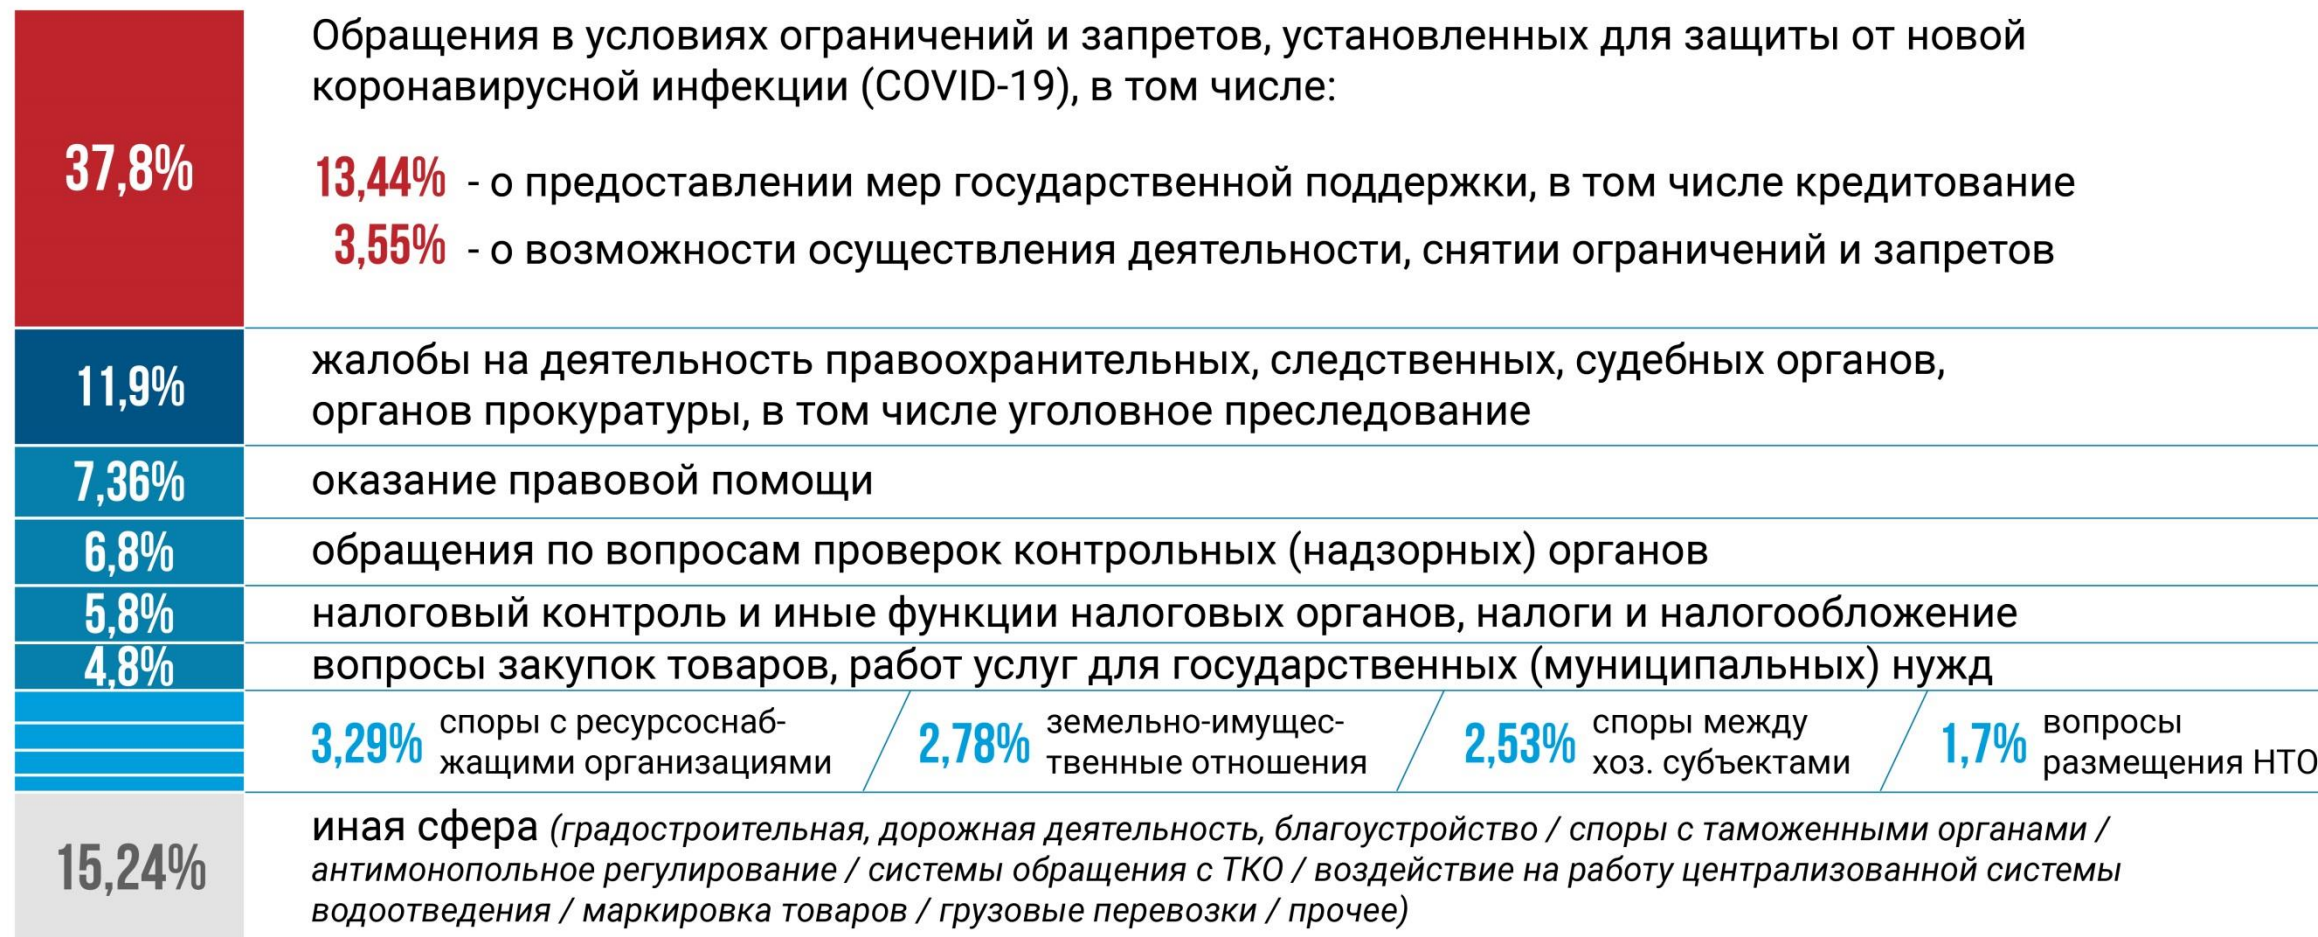 37,8%
Обращения в условиях ограничений и запретов, установленных для защиты от новой
коронавирусной инфекции (COVID-19), в том числе:
13,44% - о предоставлении мер государственной поддержки, в том числе кредитование
3,55% - о возможности осуществления деятельности, снятии ограничений и запретов
11,9%
жалобы на деятельность правоохранительных, следственных, судебных органов,
органов прокуратуры, в том числе уголовное преследование
7,36% оказание правовой помощи
6,8% обращения по вопросам проверок контрольных (надзорных) органов
5,8% налоговый контроль и иные функции налоговых органов, налоги и налогообложение
4,8% вопросы закупок товаров, работ услуг для государственных (муниципальных) нужд
3,29%
споры с ресурсоснаб-
жащими организациями
2,78%
земельно-имущес-
твенные отношения
2,53%
споры между
хоз. субъектами
1,7%
вопросы
размещения НТО
15,24%
иная сфера (градостроительная, дорожная деятельность, благоустройство / споры с таможенными органами /
антимонопольное регулирование / системы обращения с ТКО / воздействие на работу централизованной системы
водоотведения / маркировка товаров / грузовые перевозки / прочее)